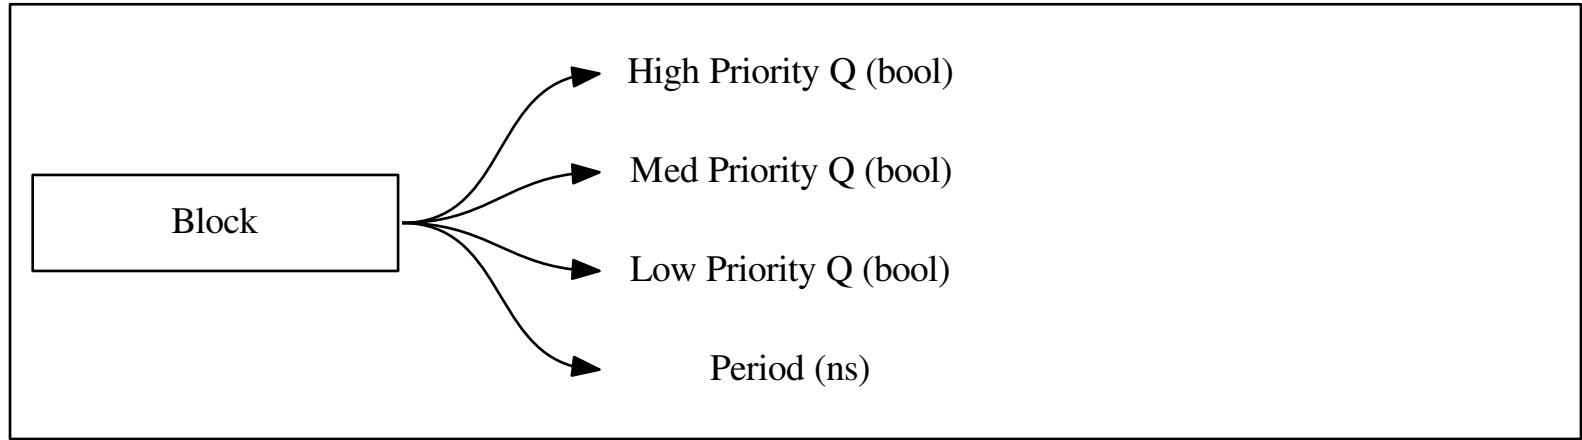 High Priority Q (bool)
Med Priority Q (bool)
Block
Low Priority Q (bool)
Period (ns)